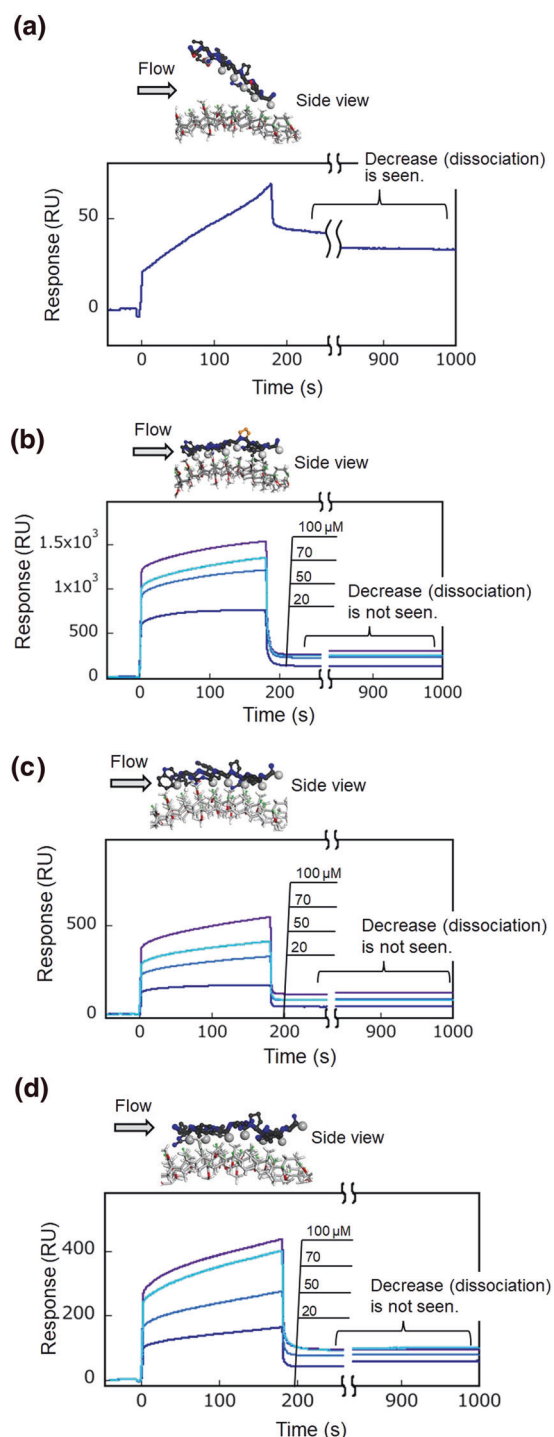 (a)
Flow
Side view
Decrease (dissociation)
is seen.
Response (RU)
50
0
0
200
900
1000
Time (s)
(b)
Flow
Side view
Response (RU)
1.5x10³
1x10³
500
0
100 µM
70
50
20
Decrease (dissociation)
is not seen.
0
100
200
900
1000
Time (s)
(c)
Flow
Side view
Response (RU)
500
0
100 µM
70
50
20
Decrease (dissociation)
is not seen.
0
100
200
900
1000
Time (s)
(d)
Flow
Side view
Response (RU)
400
200
0
100 µM
70
50
20
Decrease (dissociation)
is not seen.
0
100
200
900
1000
Time (s)